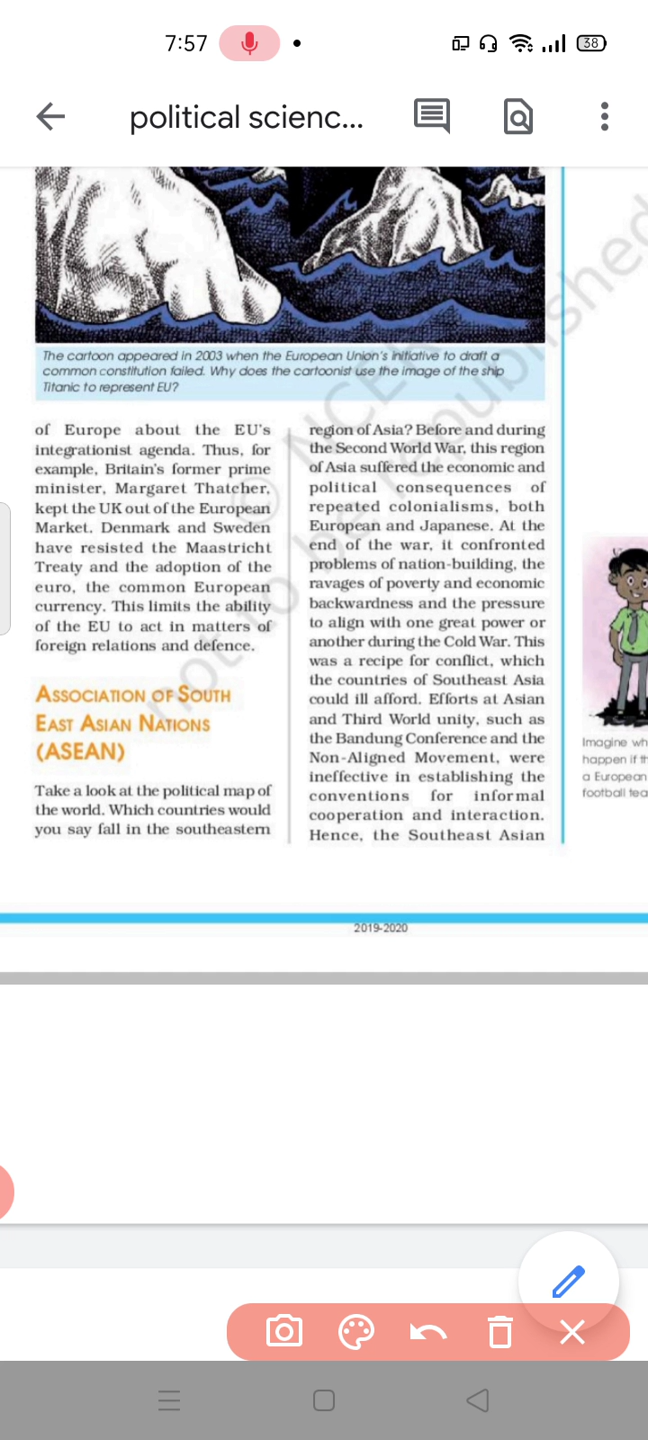 7:57
38
political scienc...
The cartoon appeared in 2003 when the European Union's initiative to draft a
common constitution failed. Why does the cartoonist use the image of the ship
Titanic to represent EU?
of Europe about the EU's
integrationist agenda. Thus, for
example, Britain's former prime
minister, Margaret Thatcher,
kept the UK out of the European
Market. Denmark and Sweden
have resisted the Maastricht
Treaty and the adoption of the
euro, the common European
currency. This limits the ability
of the EU to act in matters of
foreign relations and defence.
ASSOCIATION OF SOUTH
EAST ASIAN NATIONS
(ASEAN)
Take a look at the political map of
the world. Which countries would
you say fall in the southeastern
region of Asia? Before and during
the Second World War, this region
of Asia suffered the economic and
political consequences of
repeated colonialisms, both
European and Japanese. At the
end of the war, it confronted
problems of nation-building, the
ravages of poverty and economic
backwardness and the pressure
to align with one great power or
another during the Cold War. This
was a recipe for conflict, which
the countries of Southeast Asia
could ill afford. Efforts at Asian
and Third World unity, such as
the Bandung Conference and the
Non-Aligned Movement, were
ineffective in establishing the
conventions for informal
cooperation and interaction.
Hence, the Southeast Asian
Imagine wh
happen if th
a European
football tea
© NCE
not to be republished
2019-2020